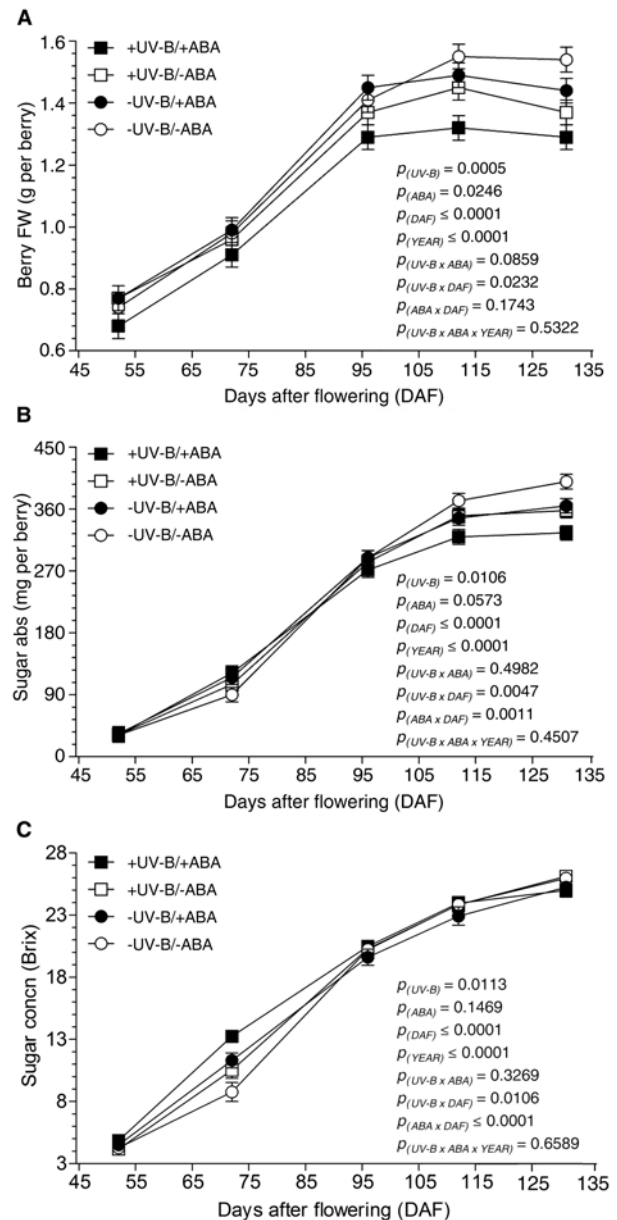 A
+UV-B/+ABA
+UV-B/-ABA
-UV-B/+ABA
-UV-B/-ABA
Berry FW (g per berry)
1.6
1.4
1.2
1.0
0.8
0.6
p(UV-B) = 0.0005
p(ABA) = 0.0246
p(DAF) ≤ 0.0001
p(YEAR) ≤ 0.0001
p(UV-B x ABA) = 0.0859
p(UV-B x DAF) = 0.0232
p(ABA x DAF) = 0.1743
p(UV-B x ABA x YEAR) = 0.5322
45 55 65 75 85 95 105 115 125 135
Days after flowering (DAF)
B
+UV-B/+ABA
+UV-B/-ABA
-UV-B/+ABA
-UV-B/-ABA
Sugar abs (mg per berry)
450
360
270
180
90
0
p(UV-B) = 0.0106
p(ABA) = 0.0573
p(DAF) ≤ 0.0001
p(YEAR) ≤ 0.0001
p(UV-B x ABA) = 0.4982
p(UV-B x DAF) = 0.0047
p(ABA x DAF) = 0.0011
p(UV-B x ABA x YEAR) = 0.4507
45 55 65 75 85 95 105 115 125 135
Days after flowering (DAF)
C
+UV-B/+ABA
+UV-B/-ABA
-UV-B/+ABA
-UV-B/-ABA
Sugar concn (Brix)
28
23
18
13
8
3
p(UV-B) = 0.0113
p(ABA) = 0.1469
p(DAF) ≤ 0.0001
p(YEAR) ≤ 0.0001
p(UV-B x ABA) = 0.3269
p(UV-B x DAF) = 0.0106
p(ABA x DAF) ≤ 0.0001
p(UV-B x ABA x YEAR) = 0.6589
45 55 65 75 85 95 105 115 125 135
Days after flowering (DAF)